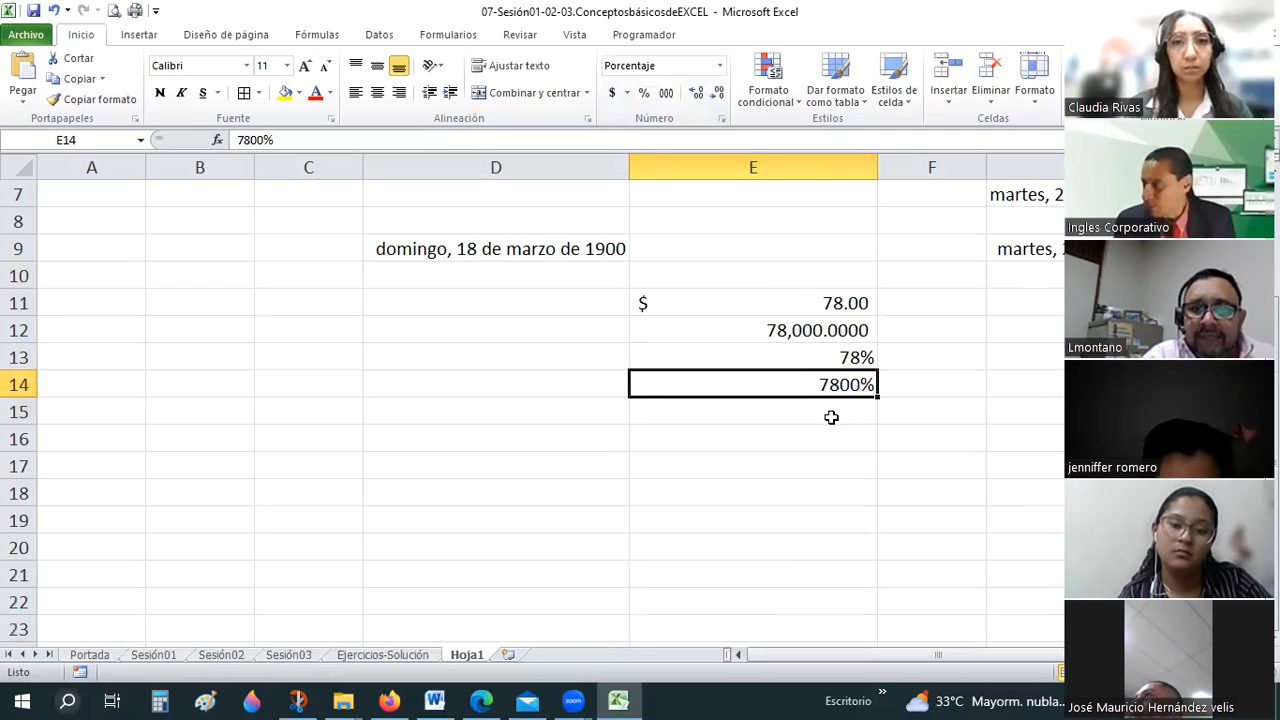 07-Sesión01-02-03.ConceptosbásicosdeEXCEL - Microsoft Excel
Archivo Inicio Insertar Diseño de página Fórmulas Datos Formularios Revisar Vista Programador
Pegar
Cortar
Copiar
Copiar formato
Portapapeles
Calibri 11
N K S
Fuente
Ajustar texto
Combinar y centrar
Alineación
Porcentaje
$ % 000
Número
Formato condicional
Dar formato como tabla
Estilos de celda
Estilos
Insertar Eliminar Formato
Celdas
E14 fx 7800%
A B C D E F
7 martes, 2
8
9 domingo, 18 de marzo de 1900 martes,
10
11 $ 78.00
12 78,000.0000
13 78%
14 7800%
15
16
17
18
19
20
21
22
23
Portada Sesión01 Sesión02 Sesión03 Ejercicios-Solución Hoja1
Listo
Escritorio 33°C Mayorm. nubla...
Claudia Rivas
Ingles Corporativo
Lmontano
jenniffer romero
José Mauricio Hernández velis